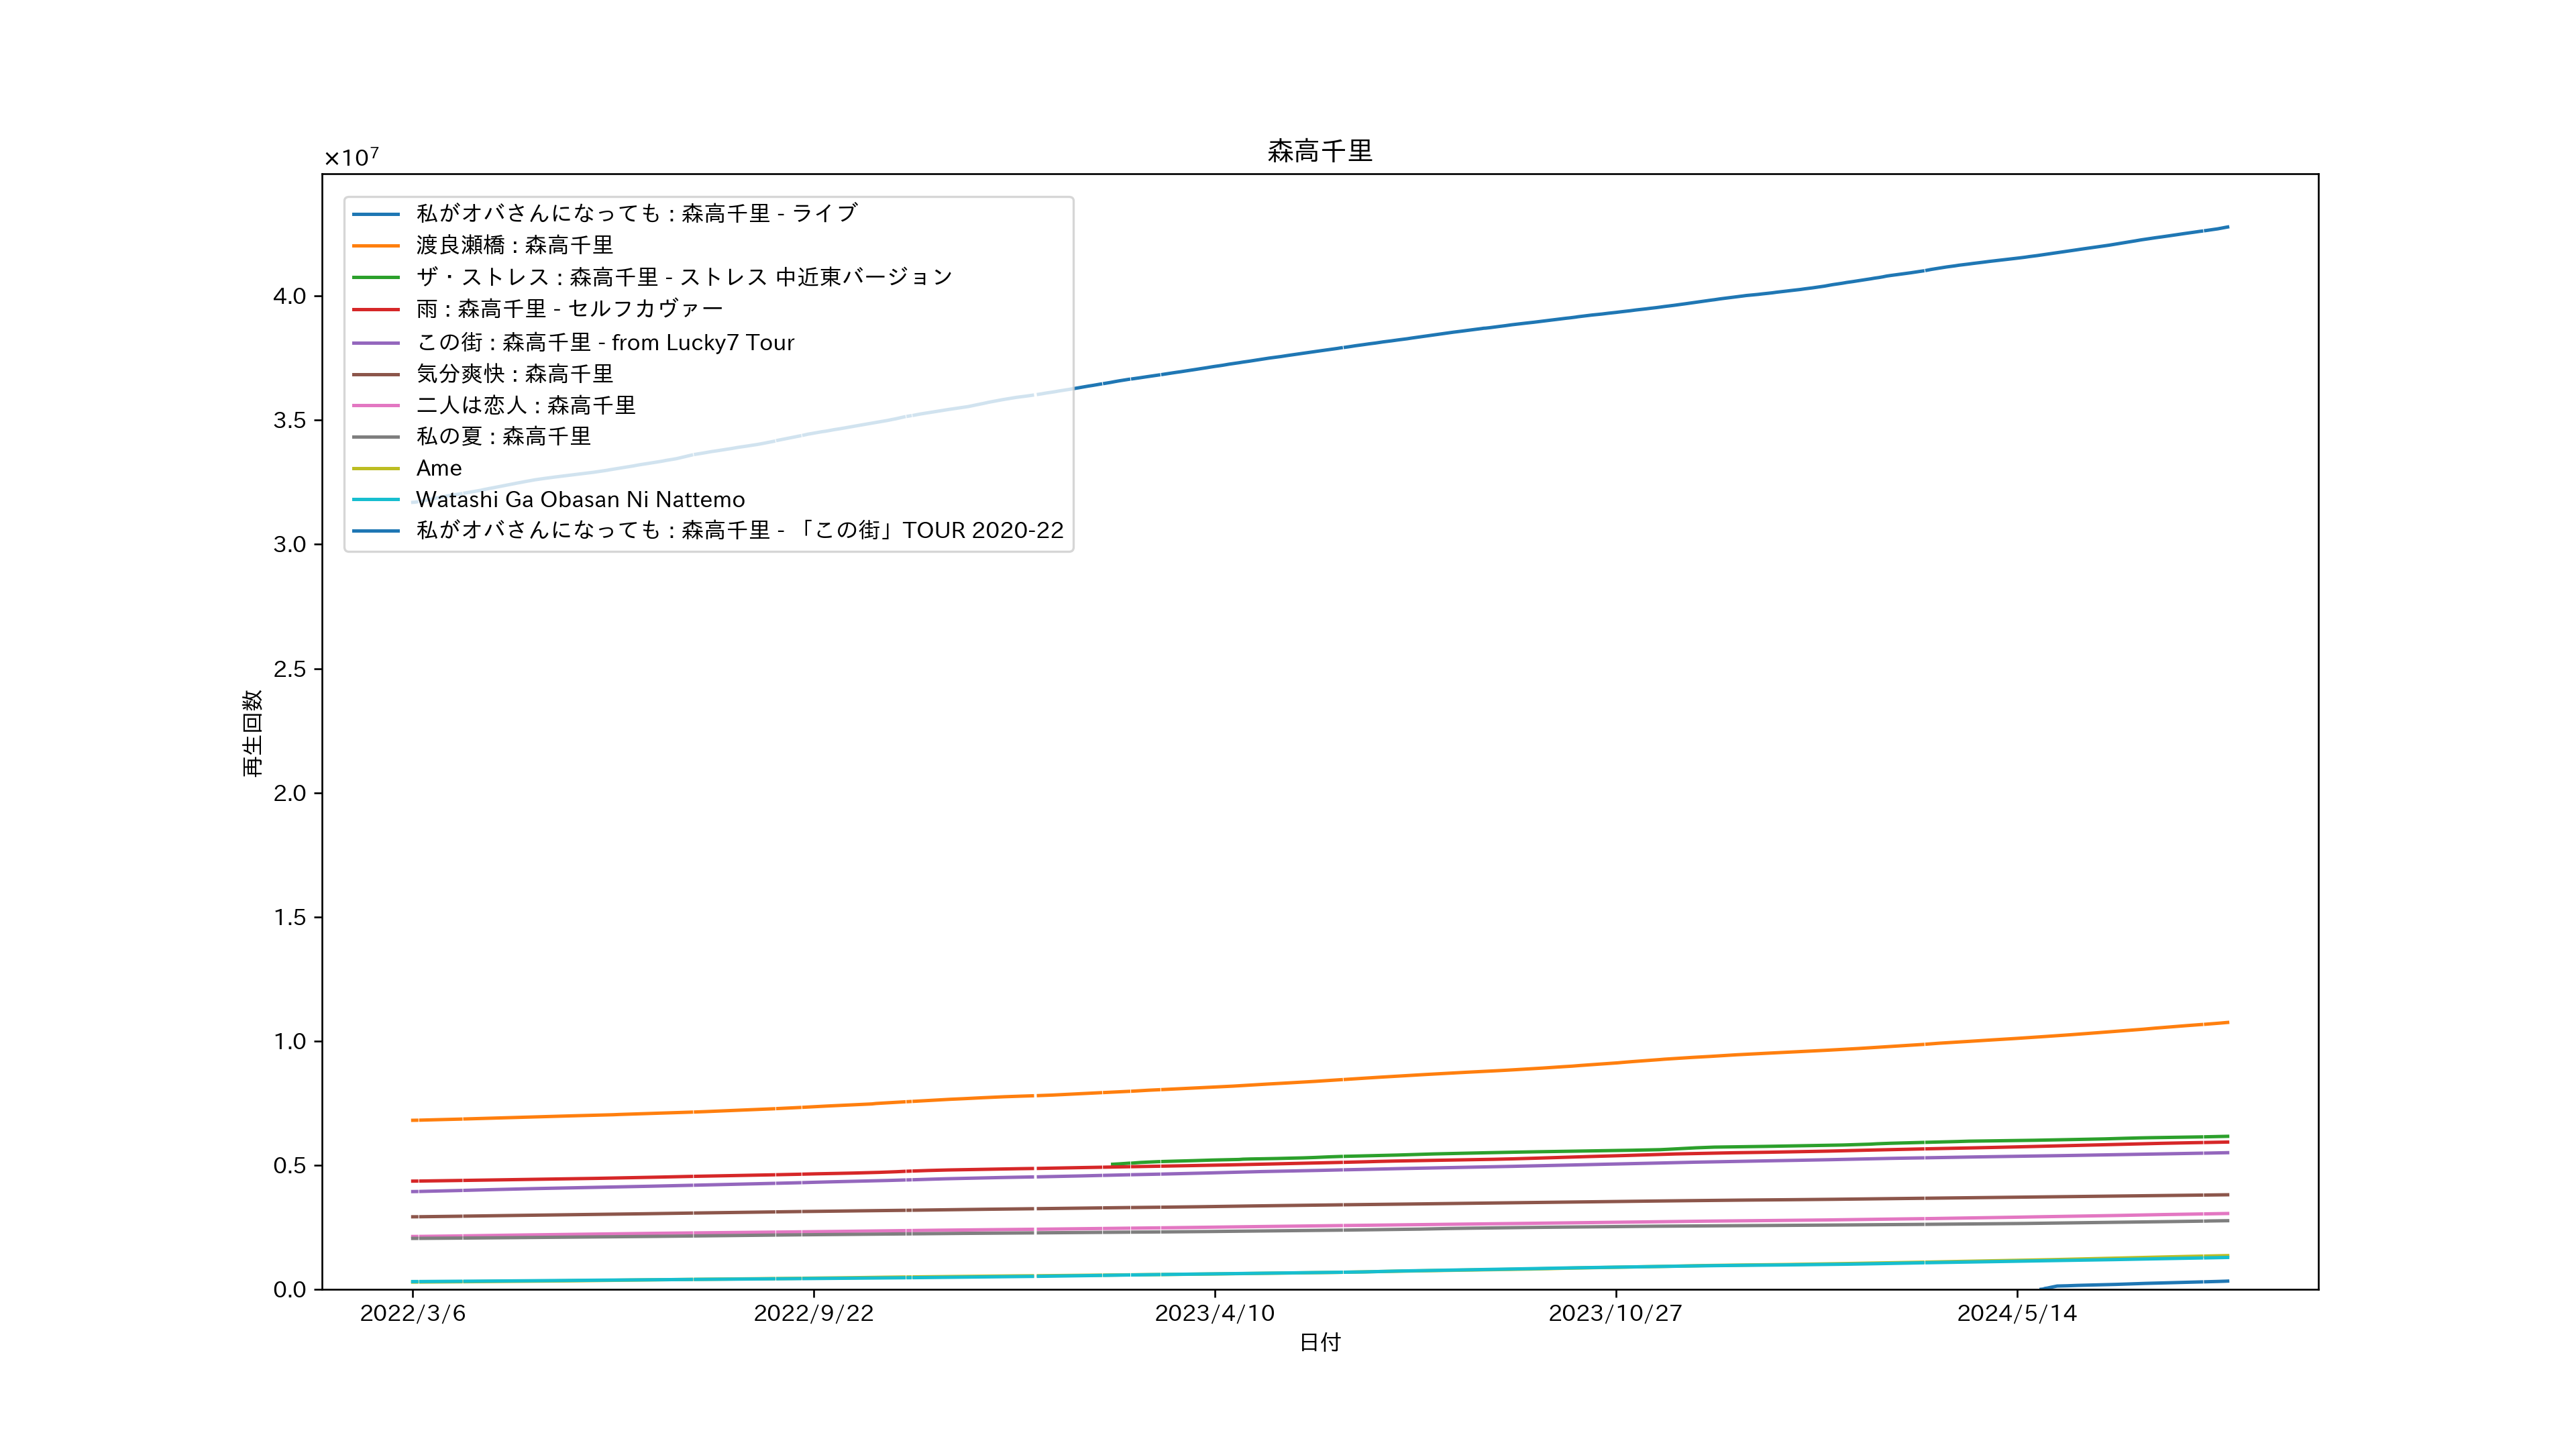 森高千里
×10⁷
4.0
3.5
3.0
2.5
2.0
1.5
1.0
0.5
0.0
再生回数
私がオバさんになっても : 森高千里 - ライブ
渡良瀬橋 : 森高千里
ザ・ストレス : 森高千里 - ストレス 中近東バージョン
雨 : 森高千里 - セルフカヴァー
この街 : 森高千里 - from Lucky7 Tour
気分爽快 : 森高千里
二人は恋人 : 森高千里
私の夏 : 森高千里
Ame
Watashi Ga Obasan Ni Nattemo
私がオバさんになっても : 森高千里 - 「この街」TOUR 2020-22
2022/3/6 2022/9/22 2023/4/10 2023/10/27 2024/5/14
日付